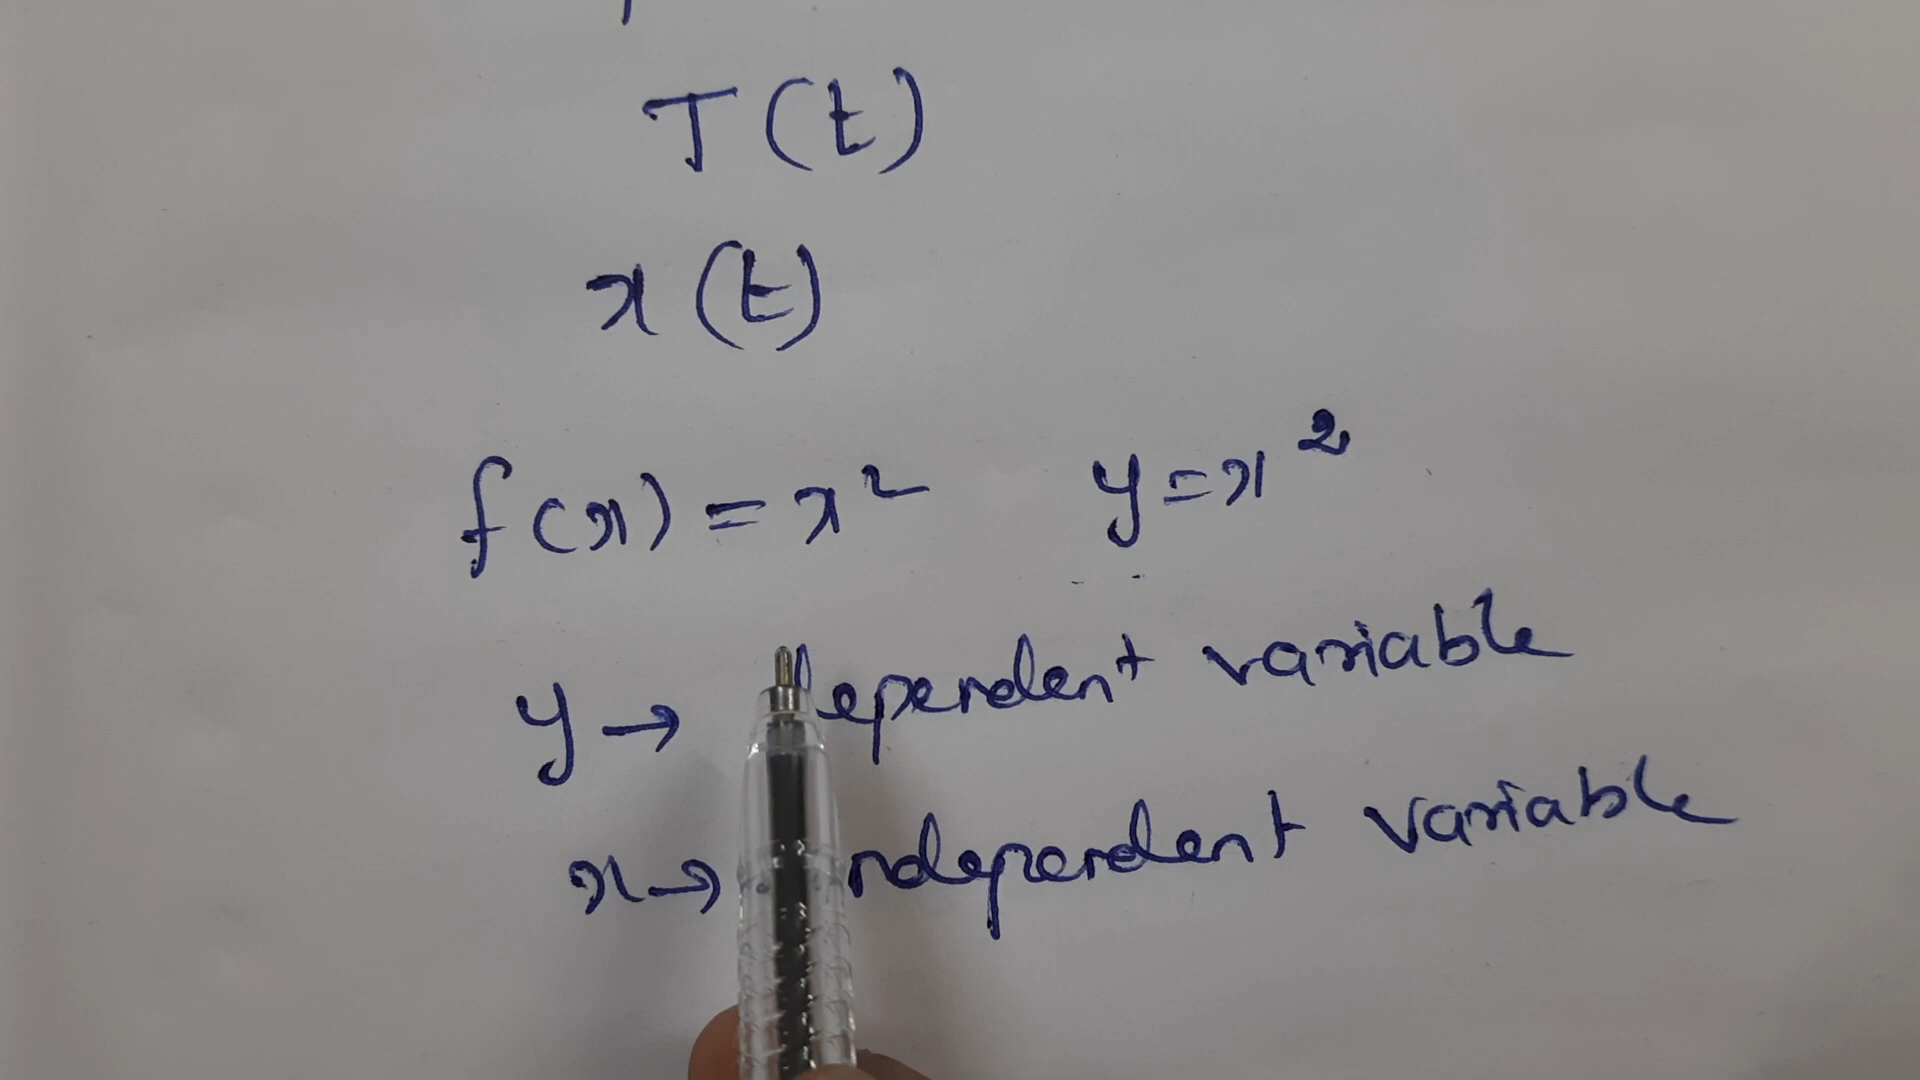 T(t)
x(t)
f(x) = x² y = x²
y → dependent variable
x → independent variable